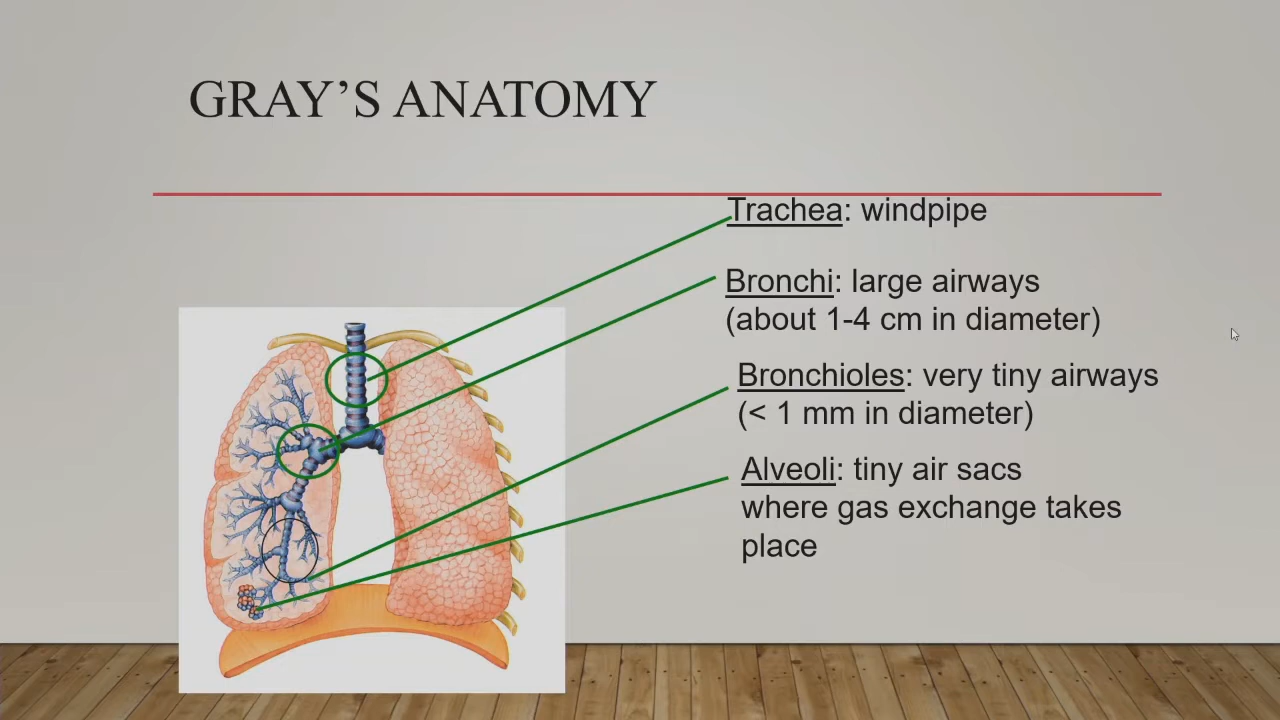 GRAY’S ANATOMY
Trachea: windpipe
Bronchi: large airways
(about 1-4 cm in diameter)
Bronchioles: very tiny airways
(< 1 mm in diameter)
Alveoli: tiny air sacs
where gas exchange takes
place